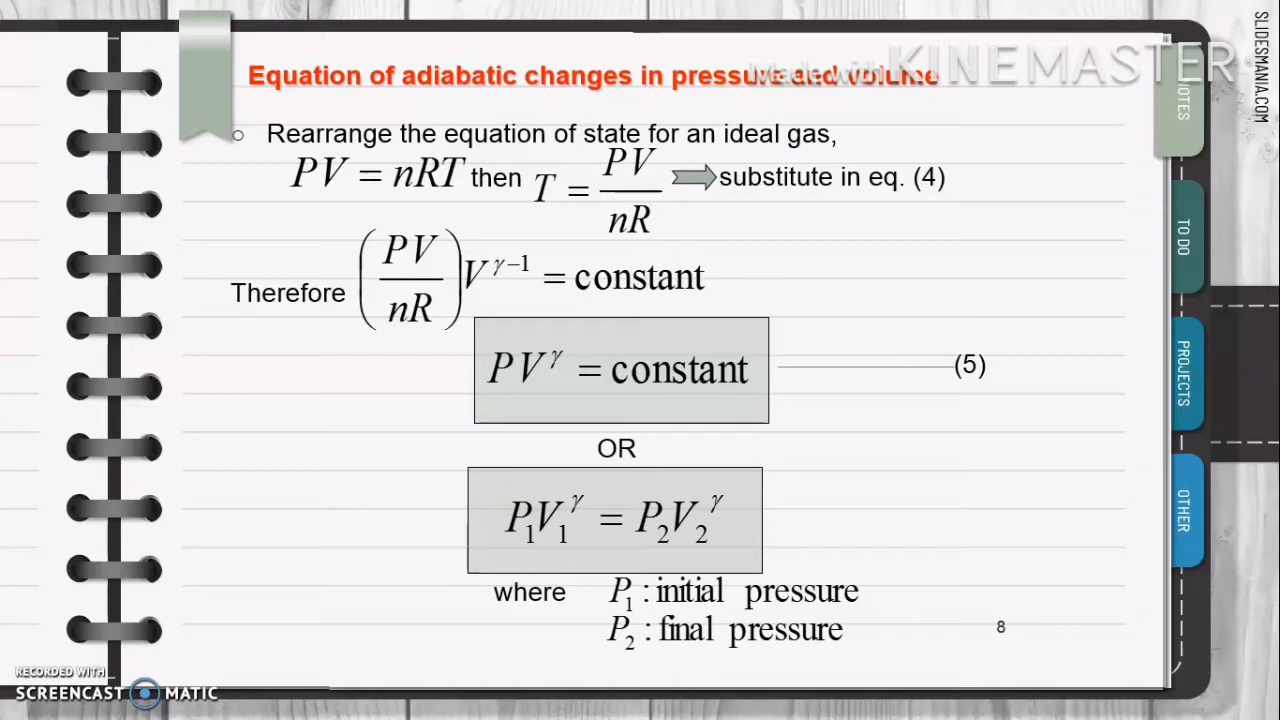 Equation of adiabatic changes in pressure and volume
Made with KINEMASTER
SLIDESMANIA.COM
NOTES
○ Rearrange the equation of state for an ideal gas,
PV = nRT then T = PV/nR substitute in eq. (4)
TO DO
Therefore (PV/nR)V^{γ−1} = constant
PV^γ = constant (5)
PROJECTS
OR
P₁V₁^γ = P₂V₂^γ
OTHER
where P₁ : initial pressure
P₂ : final pressure
8
RECORDED WITH
SCREENCAST MATIC